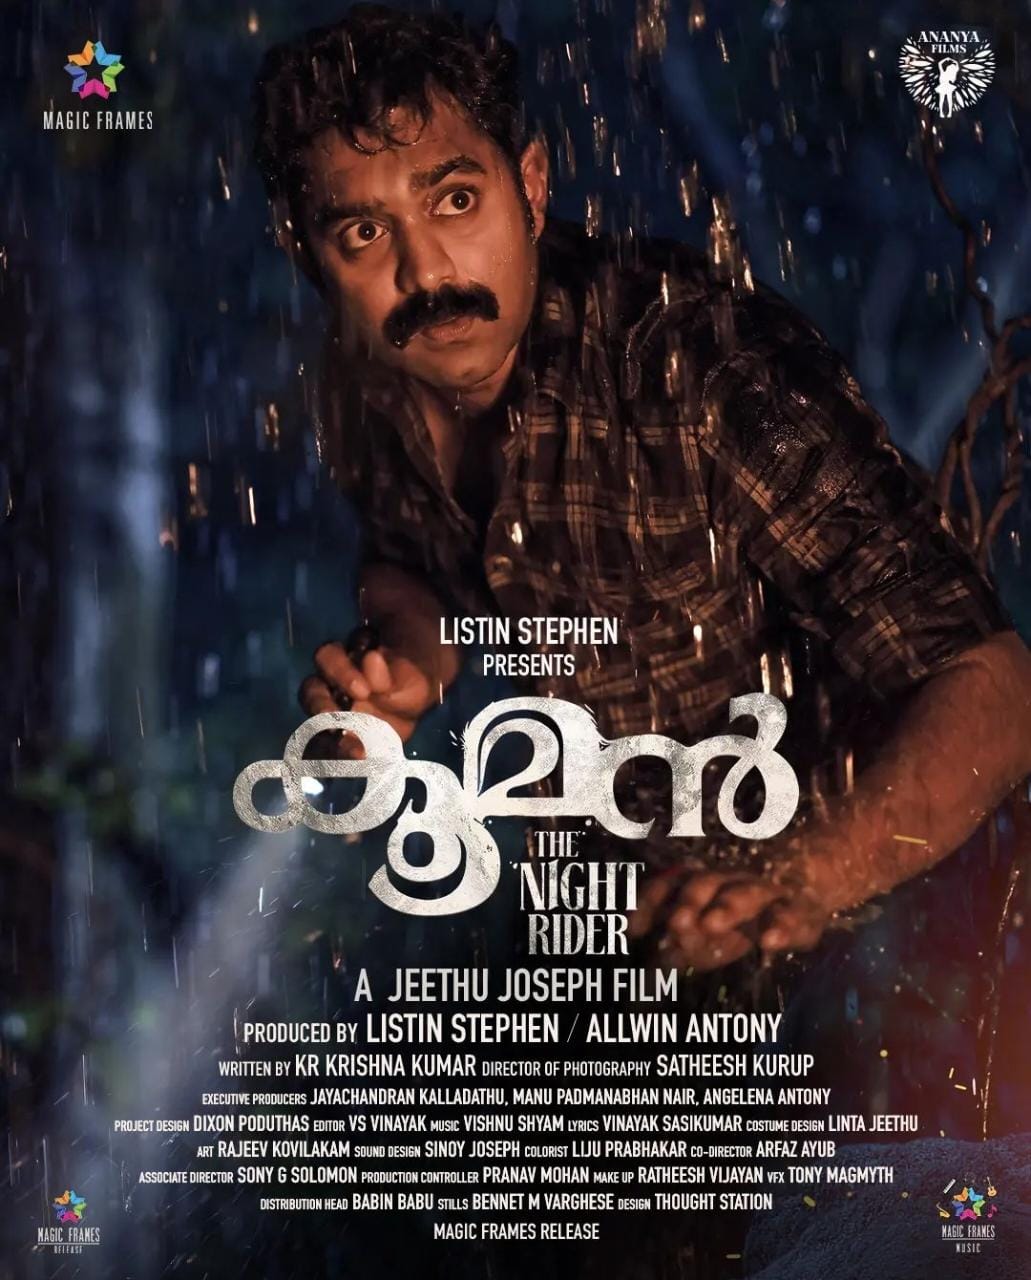 MAGIC FRAMES
ANANYA
FILMS
LISTIN STEPHEN
PRESENTS
കൂമൻ
THE
NIGHT
RIDER
A JEETHU JOSEPH FILM
PRODUCED BY LISTIN STEPHEN / ALLWIN ANTONY
WRITTEN BY KR KRISHNA KUMAR DIRECTOR OF PHOTOGRAPHY SATHEESH KURUP
EXECUTIVE PRODUCERS JAYACHANDRAN KALLADATHU, MANU PADMANABHAN NAIR, ANGELENA ANTONY
PROJECT DESIGN DIXON PODUTHAS EDITOR VS VINAYAK MUSIC VISHNU SHYAM LYRICS VINAYAK SASIKUMAR COSTUME DESIGN LINTA JEETHU
ART RAJEEV KOVILAKAM SOUND DESIGN SINOY JOSEPH COLORIST LIJU PRABHAKAR CO-DIRECTOR ARFAZ AYUB
ASSOCIATE DIRECTOR SONY G SOLOMON PRODUCTION CONTROLLER PRANAV MOHAN MAKE UP RATHEESH VIJAYAN VFX TONY MAGMYTH
DISTRIBUTION HEAD BABIN BABU STILLS BENNET M VARGHESE DESIGN THOUGHT STATION
MAGIC FRAMES RELEASE
MAGIC FRAMES
RELEASE
MAGIC FRAMES
MUSIC